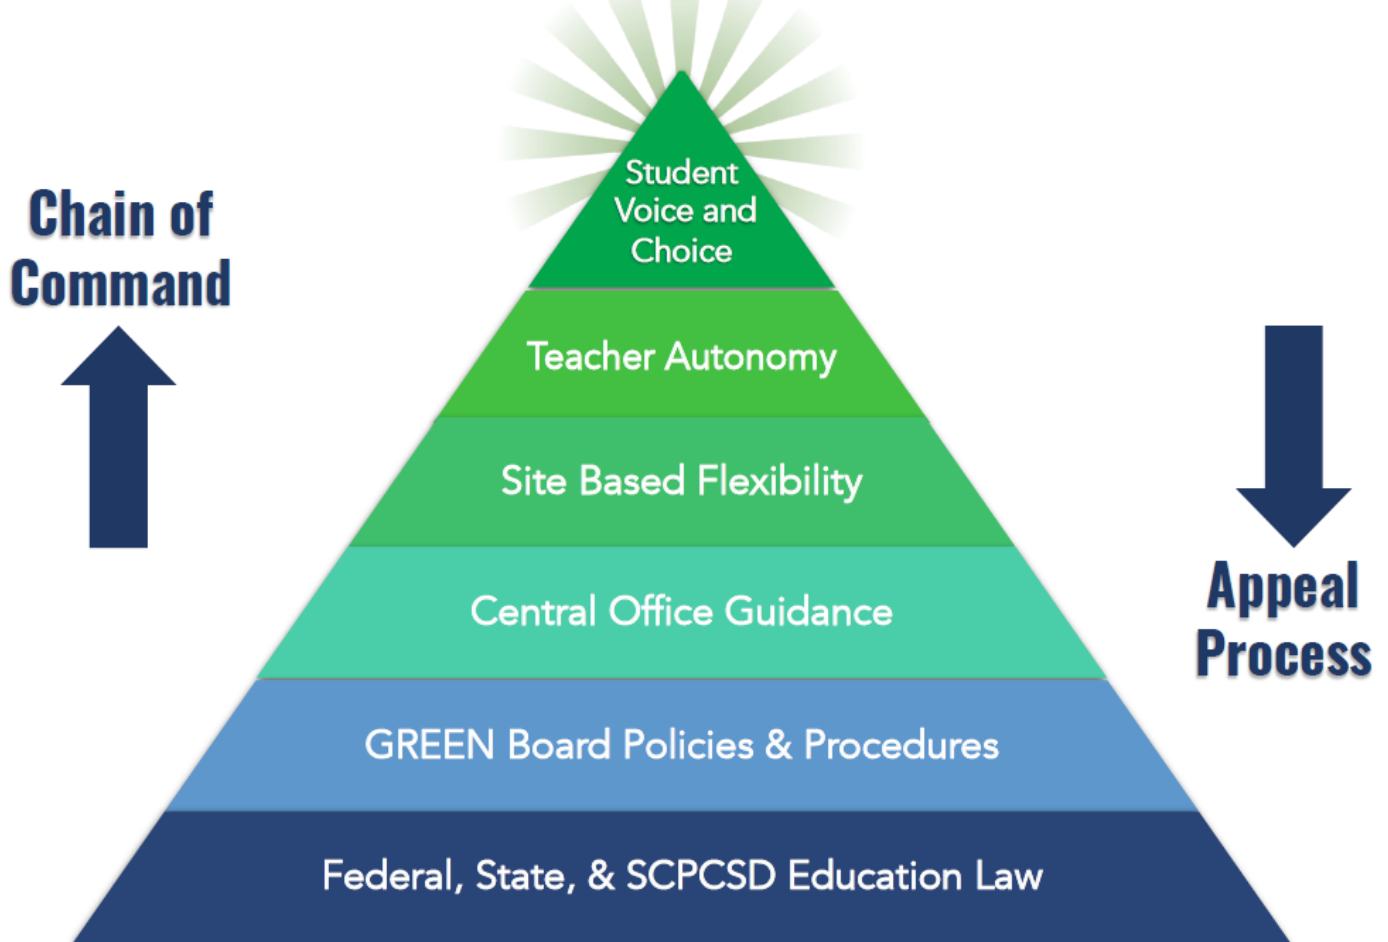 Student
Voice and
Choice
Chain of
Command
Teacher Autonomy
Site Based Flexibility
Central Office Guidance
Appeal
Process
GREEN Board Policies & Procedures
Federal, State, & SCPCSD Education Law